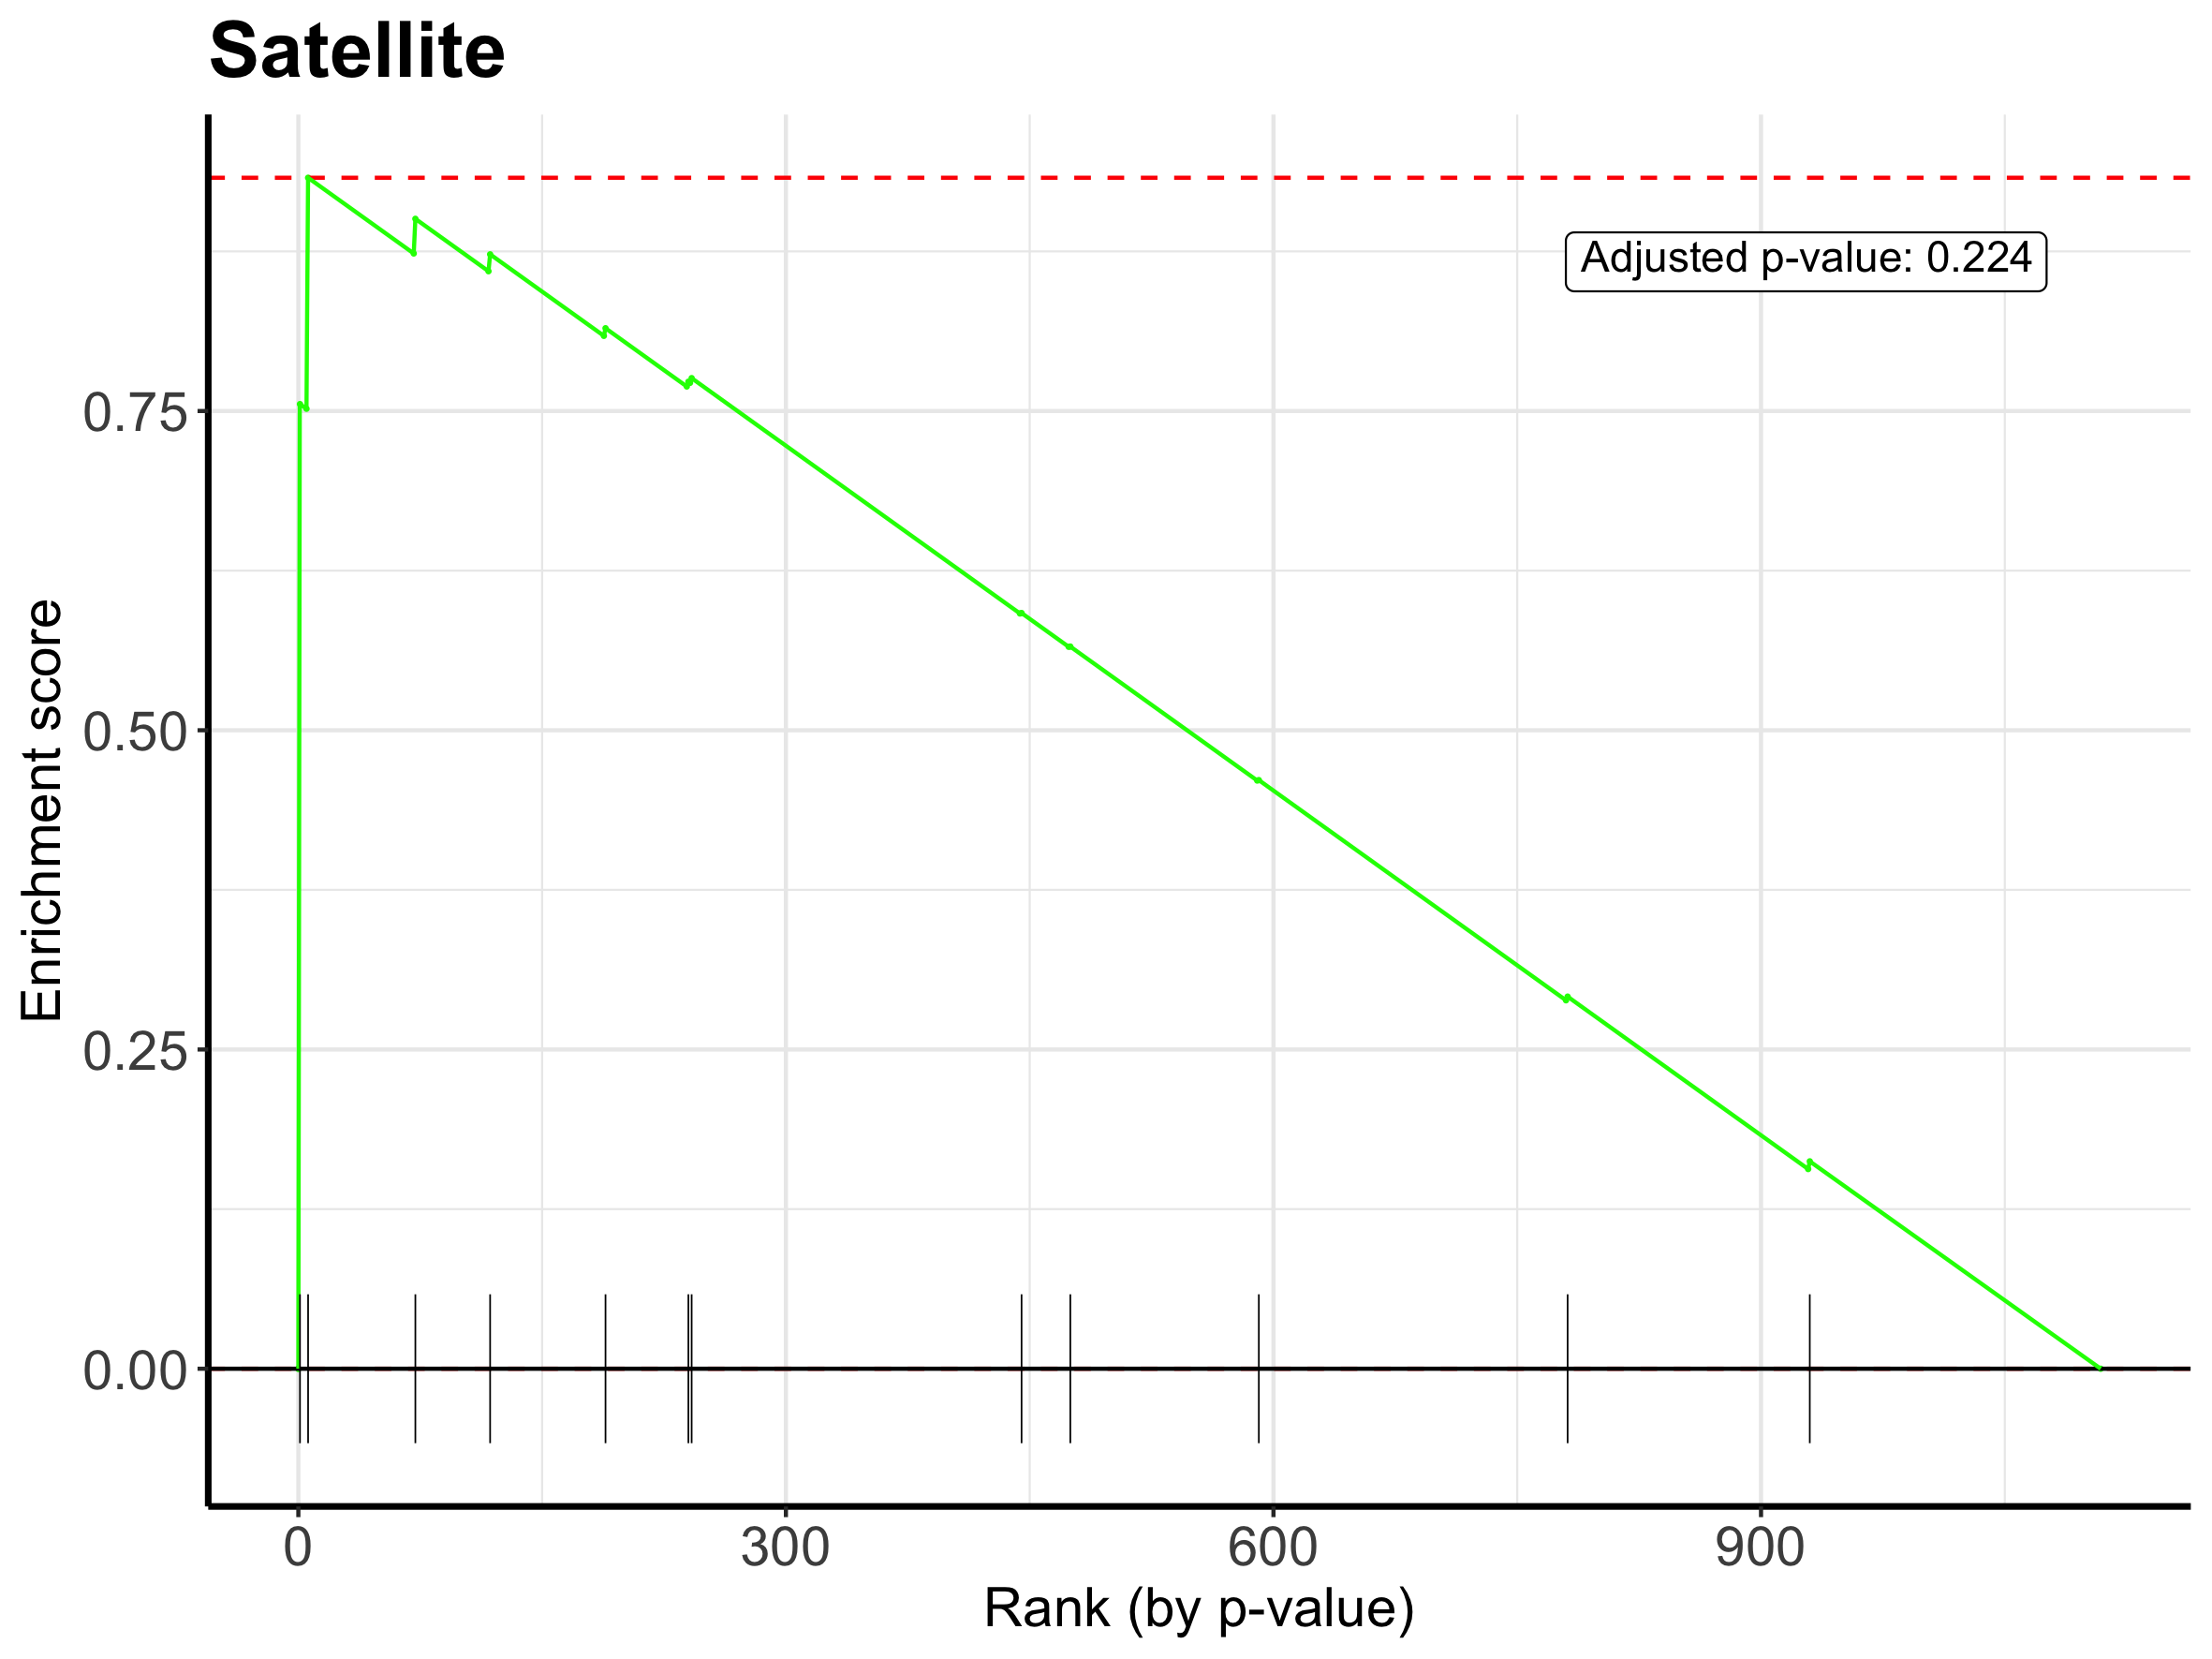 Satellite
Adjusted p-value: 0.224
0.75
0.50
0.25
0.00
Enrichment score
0 300 600 900
Rank (by p-value)